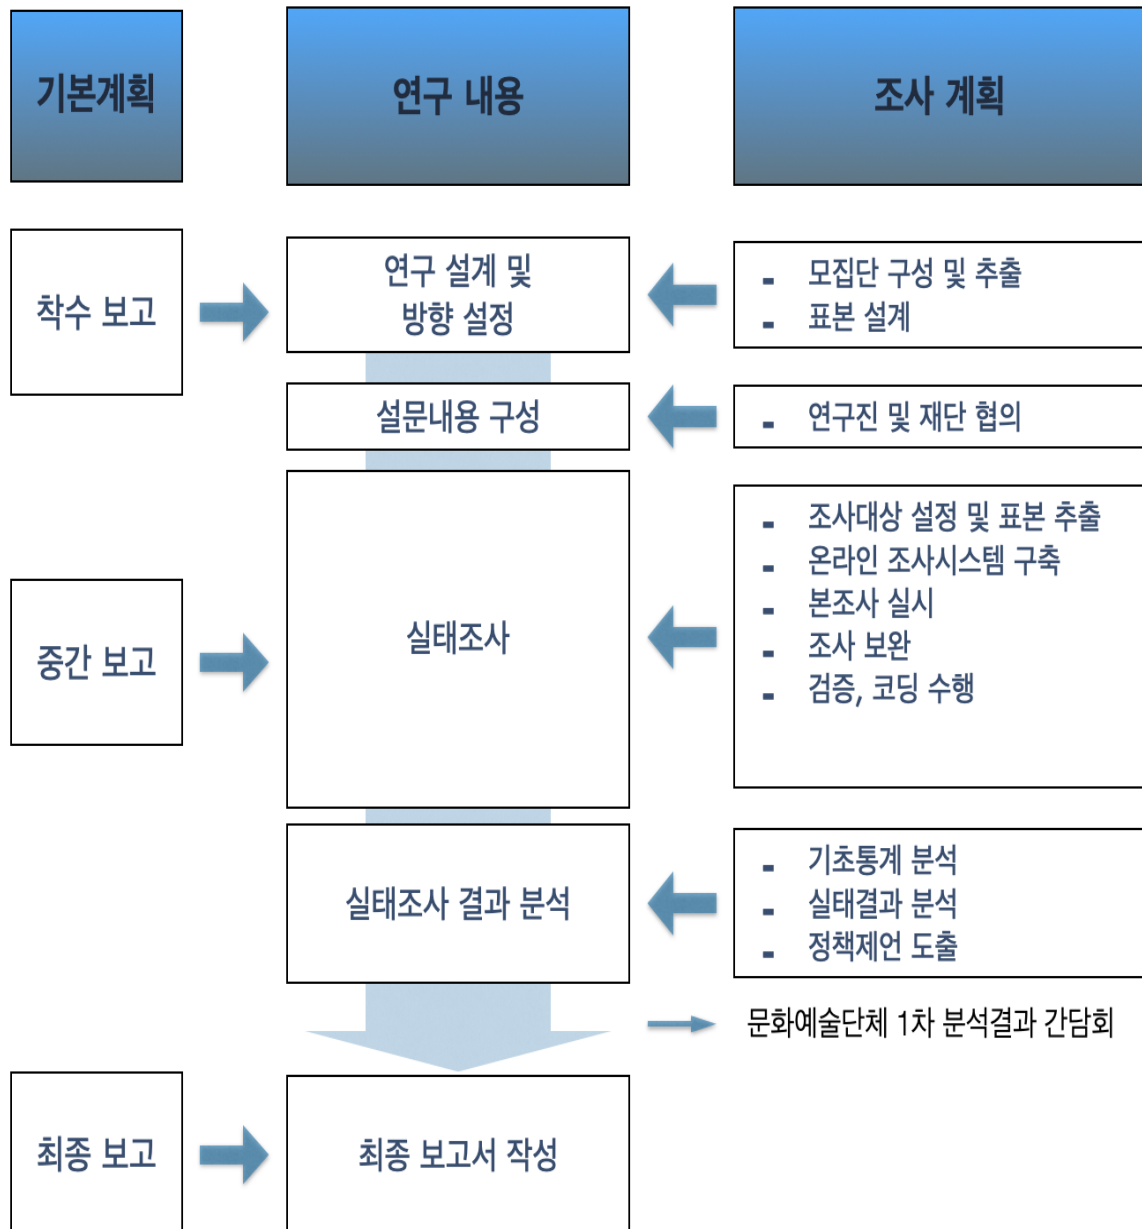 기본계획
연구 내용
조사 계획
착수 보고
연구 설계 및
방향 설정
- 모집단 구성 및 추출
- 표본 설계
설문내용 구성
- 연구진 및 재단 협의
중간 보고
실태조사
- 조사대상 설정 및 표본 추출
- 온라인 조사시스템 구축
- 본조사 실시
- 조사 보완
- 검증, 코딩 수행
실태조사 결과 분석
- 기초통계 분석
- 실태결과 분석
- 정책제언 도출
문화예술단체 1차 분석결과 간담회
최종 보고
최종 보고서 작성